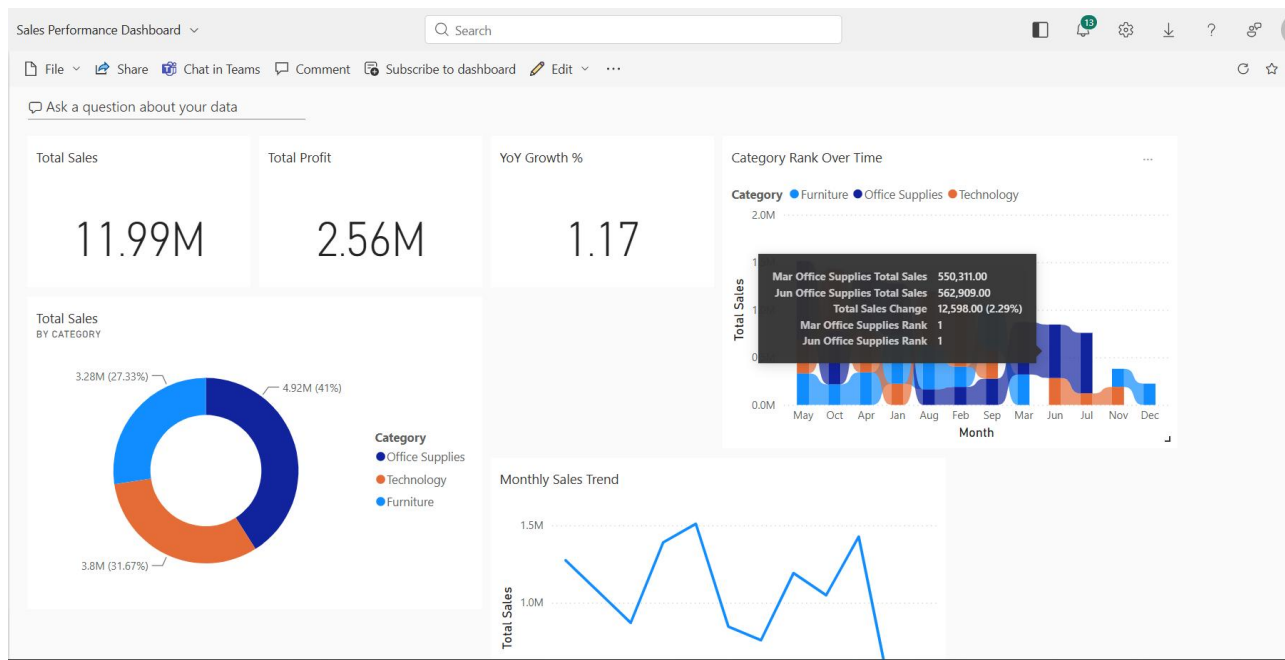 Sales Performance Dashboard
Search
13
?
File
Share
Chat in Teams
Comment
Subscribe to dashboard
Edit
...
Ask a question about your data
Total Sales
11.99M
Total Profit
2.56M
YoY Growth %
1.17
Category Rank Over Time
...
Category Furniture Office Supplies Technology
2.0M
0.0M
Total Sales
Mar Office Supplies Total Sales 550,311.00
Jun Office Supplies Total Sales 562,909.00
Total Sales Change 12,598.00 (2.29%)
Mar Office Supplies Rank 1
Jun Office Supplies Rank 1
May Oct Apr Jan Aug Feb Sep Mar Jun Jul Nov Dec
Month
Total Sales
BY CATEGORY
3.28M (27.33%)
4.92M (41%)
3.8M (31.67%)
Category
Office Supplies
Technology
Furniture
Monthly Sales Trend
1.5M
1.0M
Total Sales